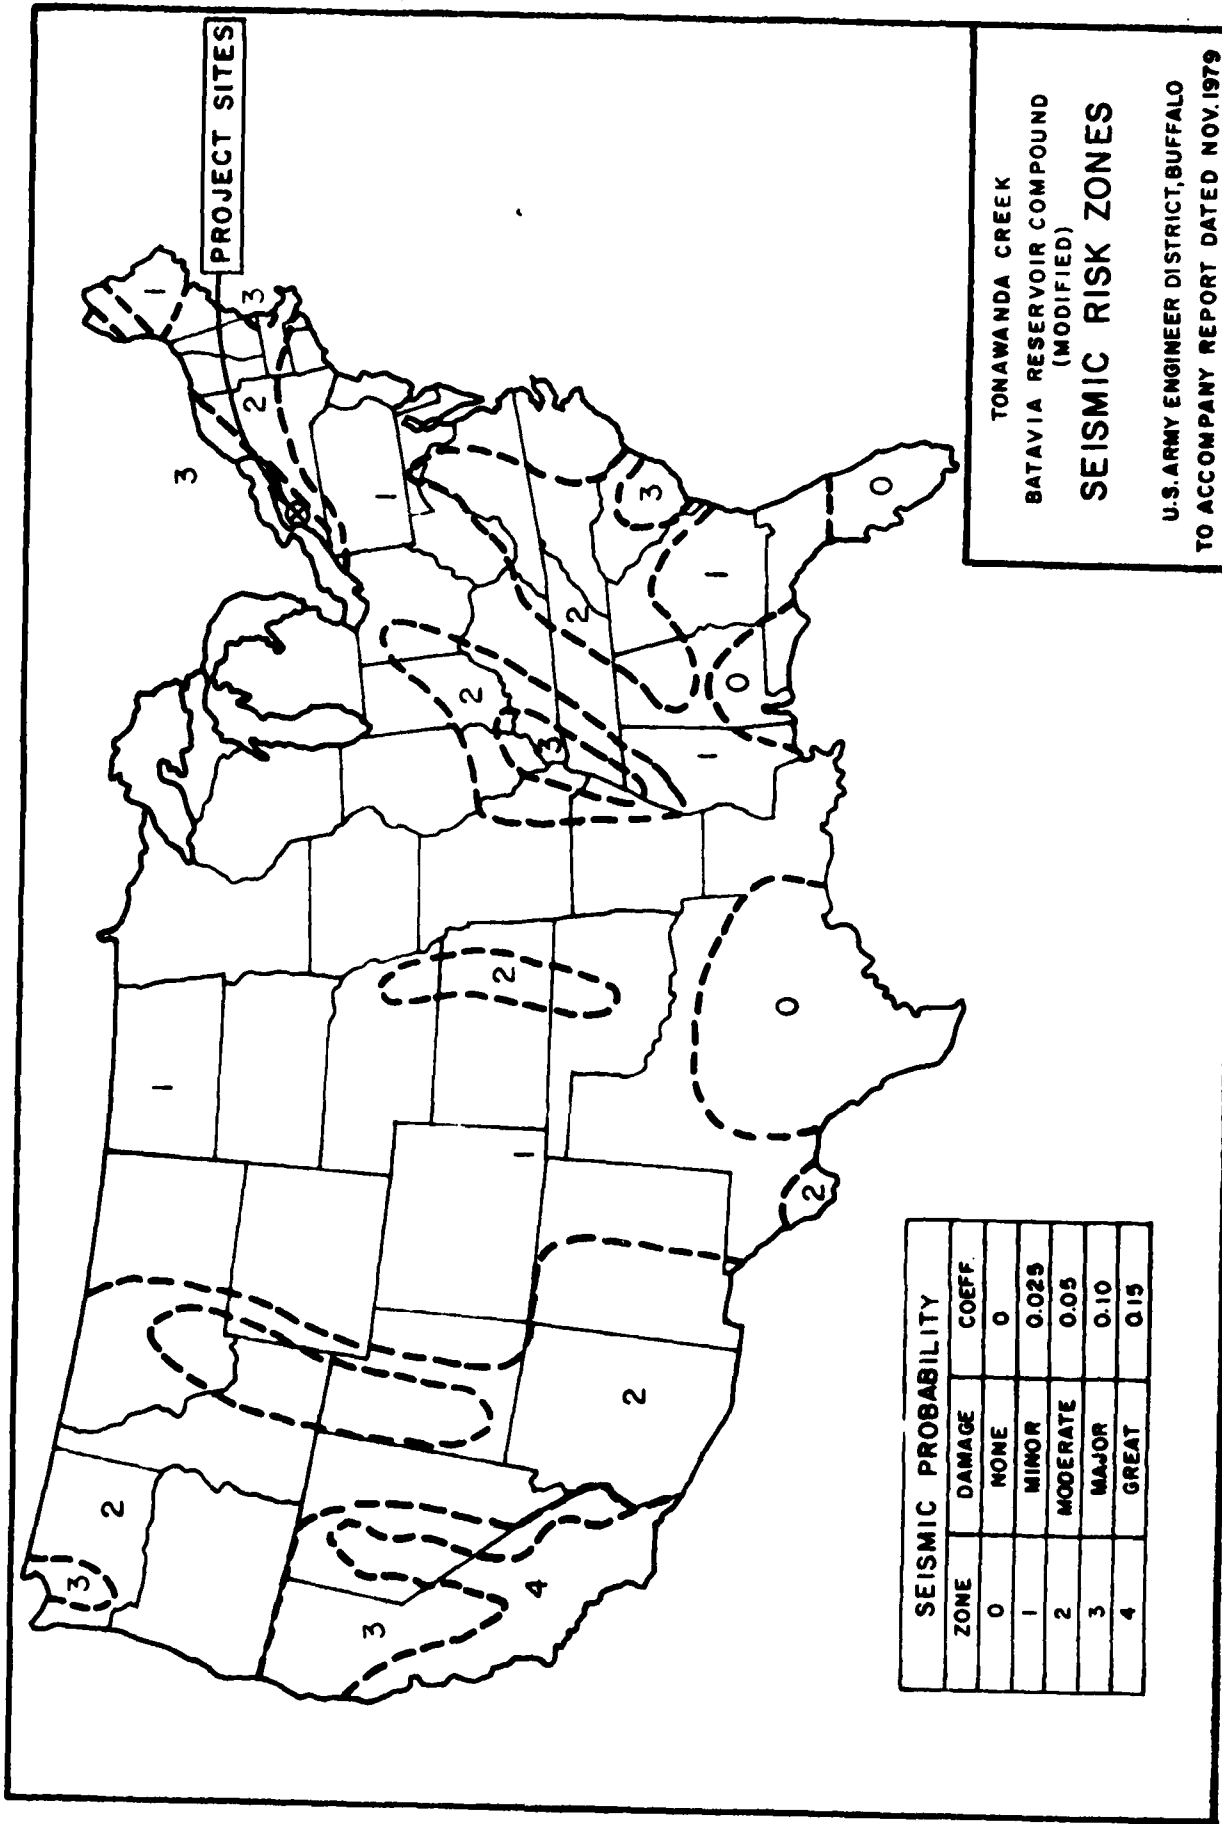 PROJECT SITES
3
2
3
1
3
2
1
2
2
3
1
2
3
1
0
0
1
1
2
0
2
1
2
3
4
2
SEISMIC PROBABILITY
ZONE DAMAGE COEFF.
0 NONE 0
1 MINOR 0.025
2 MODERATE 0.05
3 MAJOR 0.10
4 GREAT 0.15
TONAWANDA CREEK
BATAVIA RESERVOIR COMPOUND
(MODIFIED)
SEISMIC RISK ZONES
U.S. ARMY ENGINEER DISTRICT, BUFFALO
TO ACCOMPANY REPORT DATED NOV. 1979